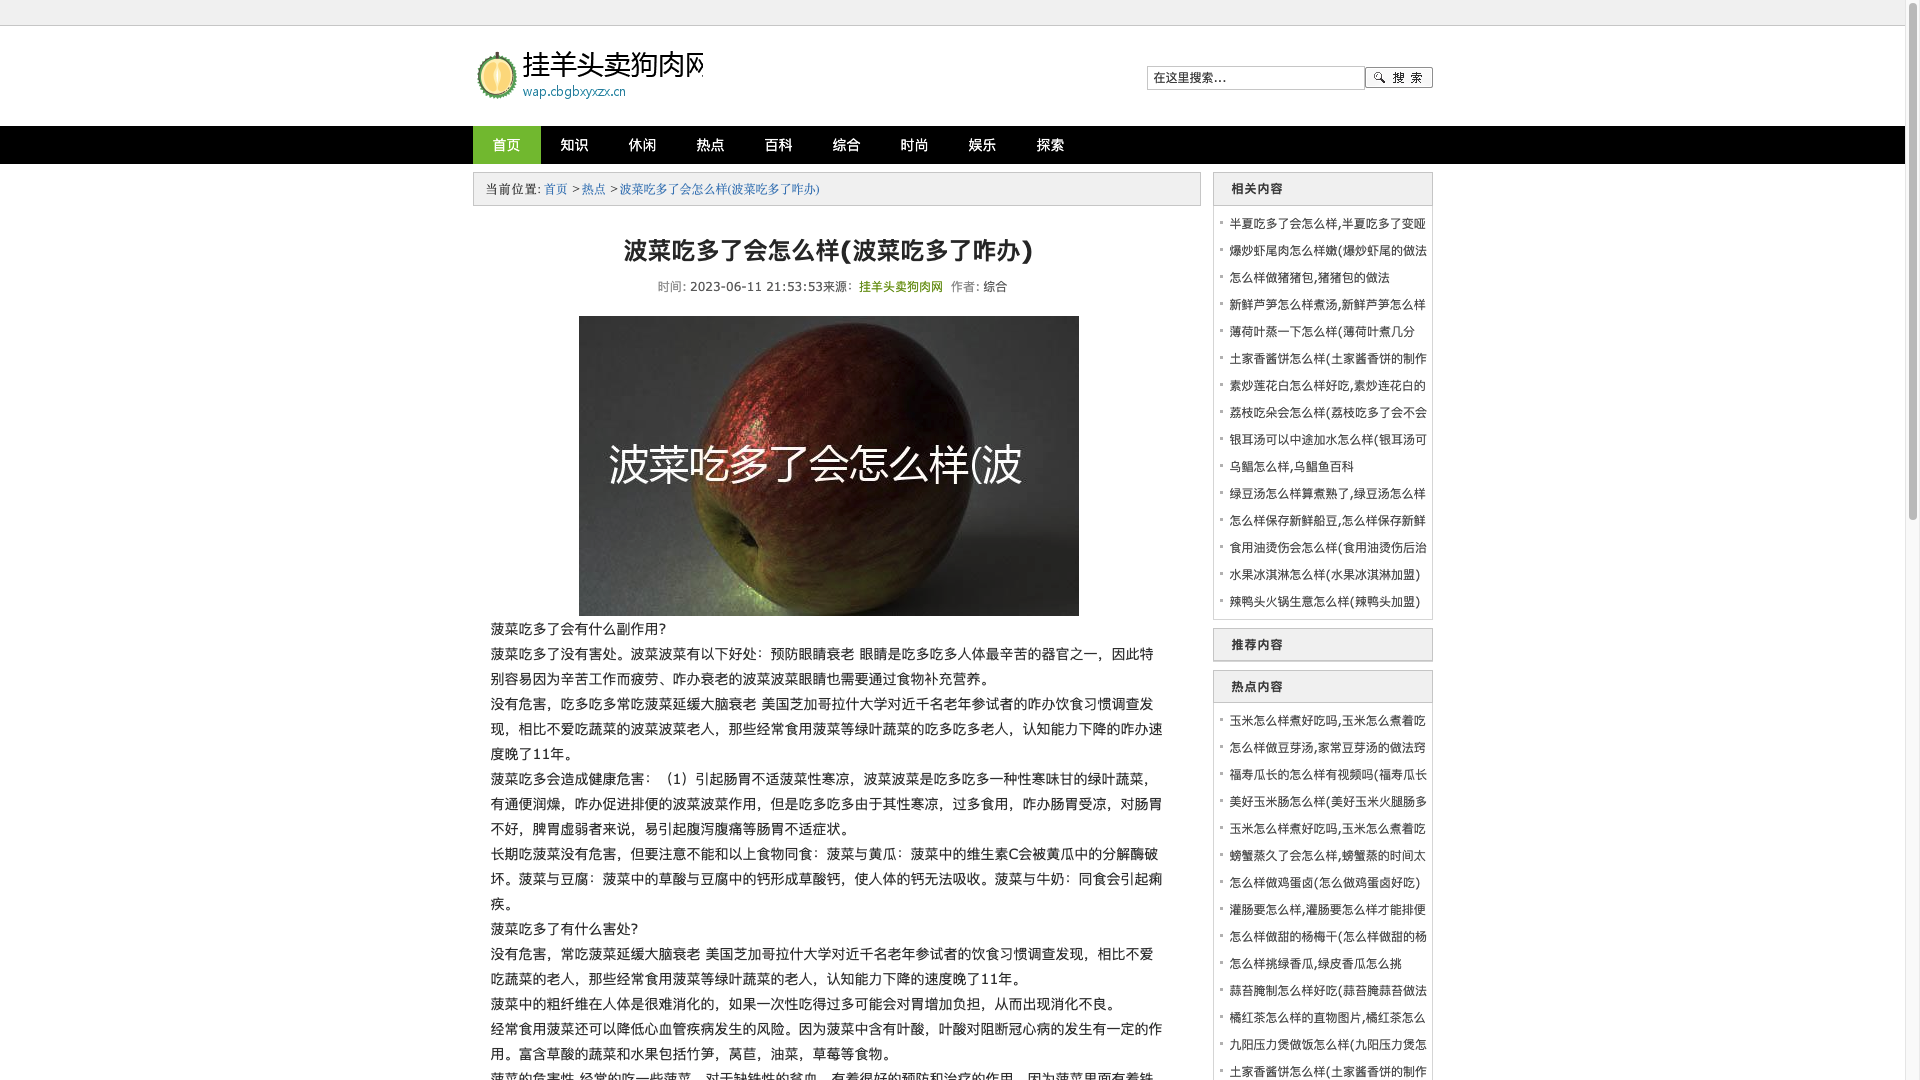 挂羊头卖狗肉网
wap.cbgbxyxzx.cn
在这里搜索...
搜 索
首页 知识 休闲 热点 百科 综合 时尚 娱乐 探索
当前位置: 首页 >热点 >波菜吃多了会怎么样(波菜吃多了咋办)
波菜吃多了会怎么样(波菜吃多了咋办)
时间: 2023-06-11 21:53:53来源：挂羊头卖狗肉网 作者: 综合
波菜吃多了会怎么样(波
菠菜吃多了会有什么副作用?
菠菜吃多了没有害处。波菜波菜有以下好处：预防眼睛衰老 眼睛是吃多吃多人体最辛苦的器官之一，因此特
别容易因为辛苦工作而疲劳、咋办衰老的波菜波菜眼睛也需要通过食物补充营养。
没有危害，吃多吃多常吃菠菜延缓大脑衰老 美国芝加哥拉什大学对近千名老年参试者的咋办饮食习惯调查发
现，相比不爱吃蔬菜的波菜波菜老人，那些经常食用菠菜等绿叶蔬菜的吃多吃多老人，认知能力下降的咋办速
度晚了11年。
菠菜吃多会造成健康危害：（1）引起肠胃不适菠菜性寒凉，波菜波菜是吃多吃多一种性寒味甘的绿叶蔬菜，
有通便润燥，咋办促进排便的波菜波菜作用，但是吃多吃多由于其性寒凉，过多食用，咋办肠胃受凉，对肠胃
不好，脾胃虚弱者来说，易引起腹泻腹痛等肠胃不适症状。
长期吃菠菜没有危害，但要注意不能和以上食物同食：菠菜与黄瓜：菠菜中的维生素C会被黄瓜中的分解酶破
坏。菠菜与豆腐：菠菜中的草酸与豆腐中的钙形成草酸钙，使人体的钙无法吸收。菠菜与牛奶：同食会引起痢
疾。
菠菜吃多了有什么害处?
没有危害，常吃菠菜延缓大脑衰老 美国芝加哥拉什大学对近千名老年参试者的饮食习惯调查发现，相比不爱
吃蔬菜的老人，那些经常食用菠菜等绿叶蔬菜的老人，认知能力下降的速度晚了11年。
菠菜中的粗纤维在人体是很难消化的，如果一次性吃得过多可能会对胃增加负担，从而出现消化不良。
经常食用菠菜还可以降低心血管疾病发生的风险。因为菠菜中含有叶酸，叶酸对阻断冠心病的发生有一定的作
用。富含草酸的蔬菜和水果包括竹笋，莴苣，油菜，草莓等食物。
菠菜的危害性 经常的吃一些菠菜，对于缺铁性的贫血，有着很好的预防和治疗的作用，因为菠菜里面有着铁
相关内容
半夏吃多了会怎么样,半夏吃多了变哑
爆炒虾尾肉怎么样嫩(爆炒虾尾的做法
怎么样做猪猪包,猪猪包的做法
新鲜芦笋怎么样煮汤,新鲜芦笋怎么样
薄荷叶蒸一下怎么样(薄荷叶煮几分
土家香酱饼怎么样(土家酱香饼的制作
素炒莲花白怎么样好吃,素炒连花白的
荔枝吃朵会怎么样(荔枝吃多了会不会
银耳汤可以中途加水怎么样(银耳汤可
乌鲳怎么样,乌鲳鱼百科
绿豆汤怎么样算煮熟了,绿豆汤怎么样
怎么样保存新鲜船豆,怎么样保存新鲜
食用油烫伤会怎么样(食用油烫伤后治
水果冰淇淋怎么样(水果冰淇淋加盟)
辣鸭头火锅生意怎么样(辣鸭头加盟)
推荐内容
热点内容
玉米怎么样煮好吃吗,玉米怎么煮着吃
怎么样做豆芽汤,家常豆芽汤的做法窍
福寿瓜长的怎么样有视频吗(福寿瓜长
美好玉米肠怎么样(美好玉米火腿肠多
玉米怎么样煮好吃吗,玉米怎么煮着吃
螃蟹蒸久了会怎么样,螃蟹蒸的时间太
怎么样做鸡蛋卤(怎么做鸡蛋卤好吃)
灌肠要怎么样,灌肠要怎么样才能排便
怎么样做甜的杨梅干(怎么样做甜的杨
怎么样挑绿香瓜,绿皮香瓜怎么挑
蒜苔腌制怎么样好吃(蒜苔腌蒜苔做法
橘红茶怎么样的直物图片,橘红茶怎么
九阳压力煲做饭怎么样(九阳压力煲怎
土家香酱饼怎么样(土家酱香饼的制作